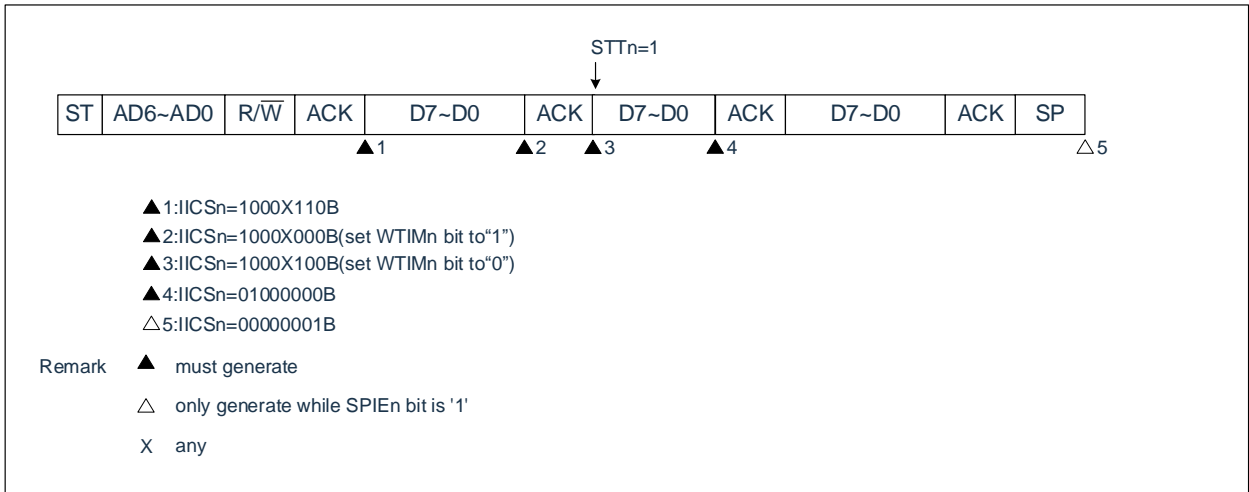 STTn=1
ST AD6~AD0 R/W̅ ACK D7~D0 ACK D7~D0 ACK D7~D0 ACK SP
▲1 ▲2 ▲3 ▲4 △5
▲1:IICSn=1000X110B
▲2:IICSn=1000X000B(set WTIMn bit to“1”)
▲3:IICSn=1000X100B(set WTIMn bit to“0”)
▲4:IICSn=01000000B
△5:IICSn=00000001B
Remark ▲ must generate
△ only generate while SPIEn bit is '1'
X any